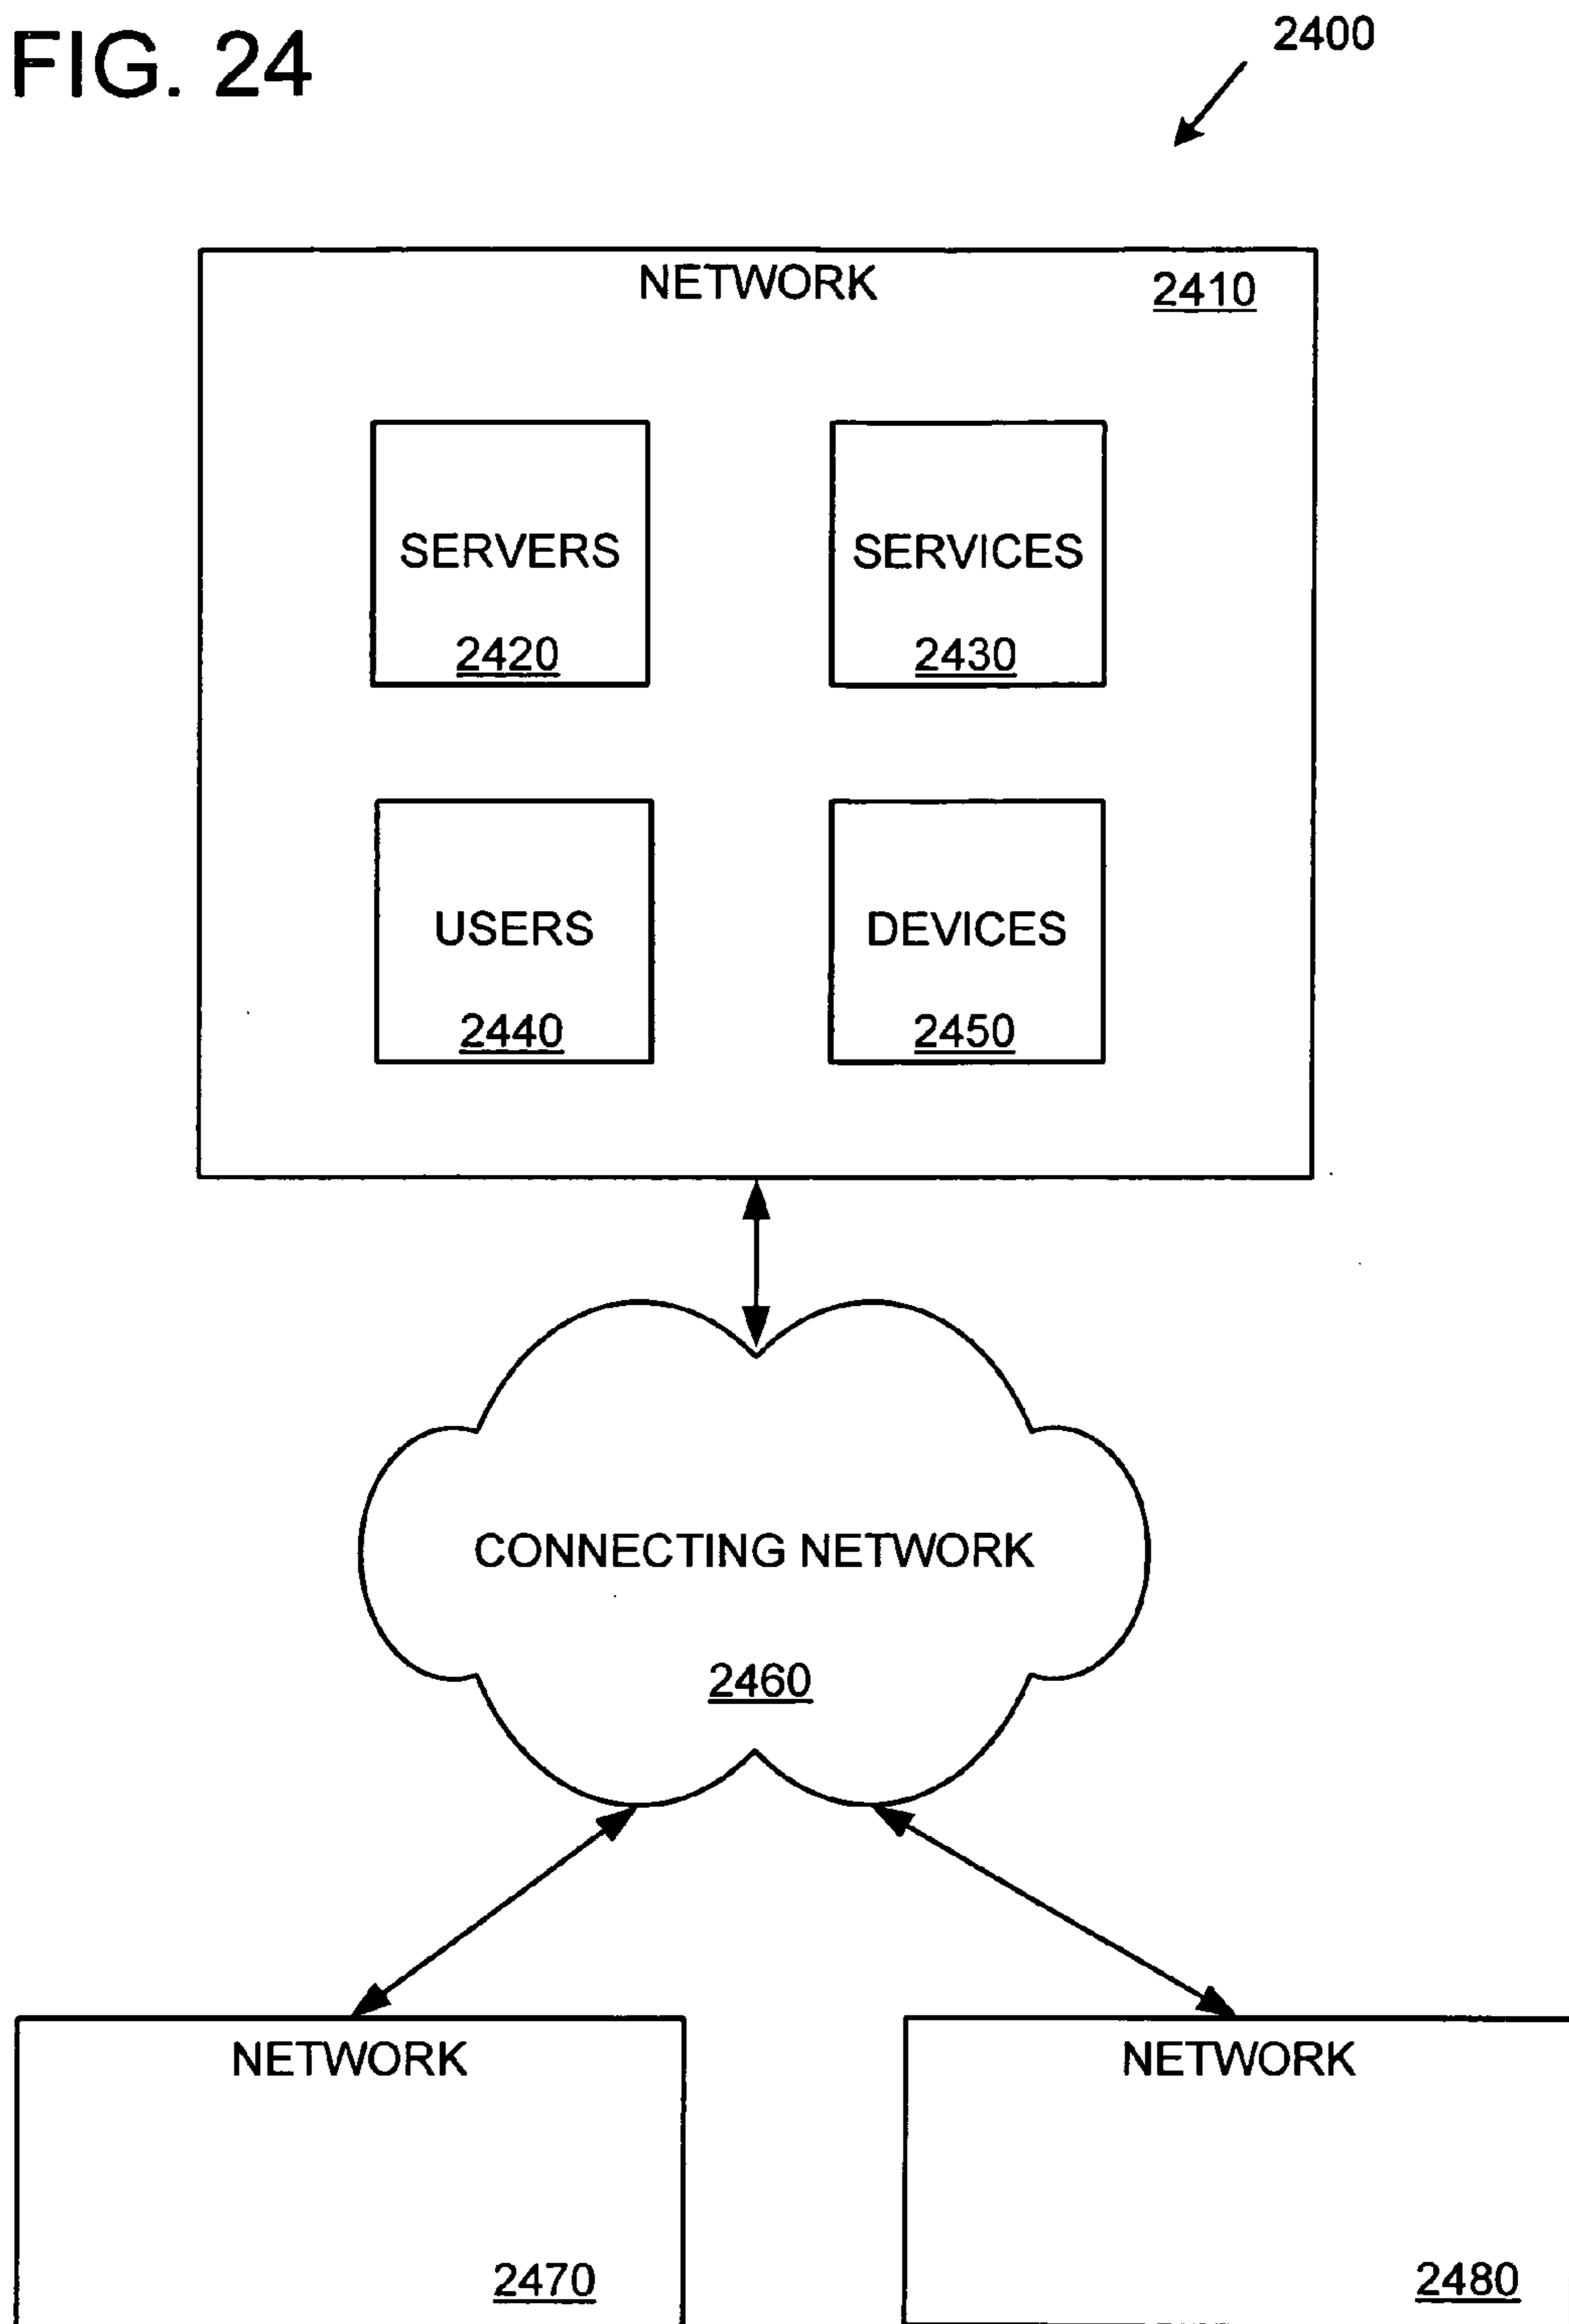 FIG. 24
2400
NETWORK
2410
SERVERS
2420
SERVICES
2430
USERS
2440
DEVICES
2450
CONNECTING NETWORK
2460
NETWORK
2470
NETWORK
2480